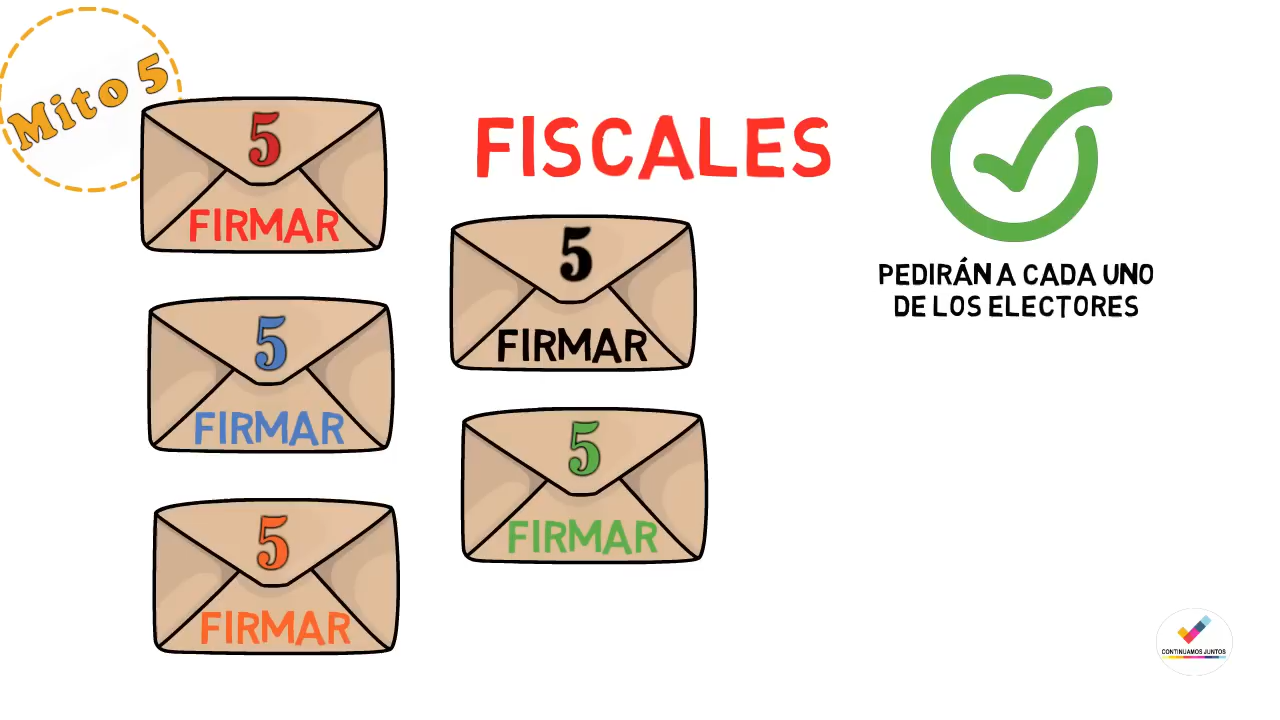 Mito 5
5
FIRMAR
FISCALES
5
FIRMAR
PEDIRÁN A CADA UNO
DE LOS ELECTORES
5
FIRMAR
5
FIRMAR
5
FIRMAR
CONTINUAMOS JUNTOS